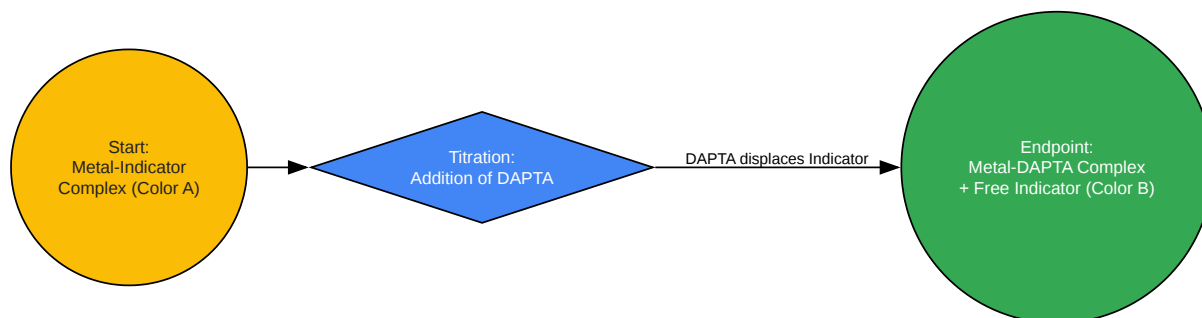 Start:
Metal-Indicator
Complex (Color A)
Titration:
Addition of DAPTA
DAPTA displaces Indicator
Endpoint:
Metal-DAPTA Complex
+ Free Indicator (Color B)